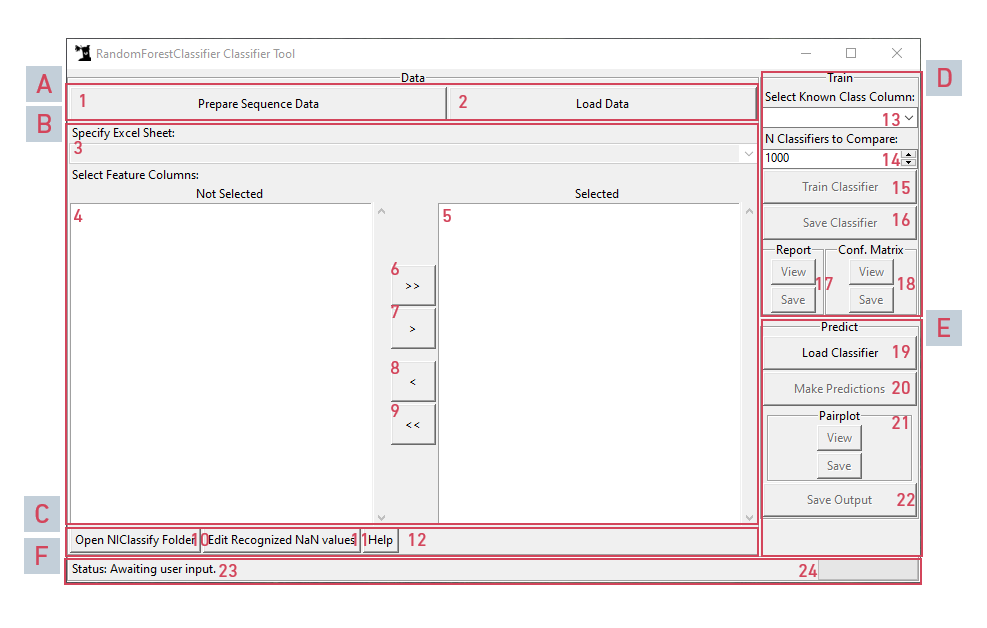 RandomForestClassifier Classifier Tool
A
B
C
F
D
E
Data
1 Prepare Sequence Data
2 Load Data
Specify Excel Sheet:
3
Select Feature Columns:
Not Selected
Selected
4
5
6
>>
7
>
8
<
9
<<
Open NIClassify Folder 10
Edit Recognized NaN values 11
Help 12
Train
Select Known Class Column:
13
N Classifiers to Compare:
1000 14
Train Classifier 15
Save Classifier 16
Report
View
Save
17
Conf. Matrix
View
Save
18
Predict
Load Classifier 19
Make Predictions 20
Pairplot 21
View
Save
Save Output 22
Status: Awaiting user input. 23
24